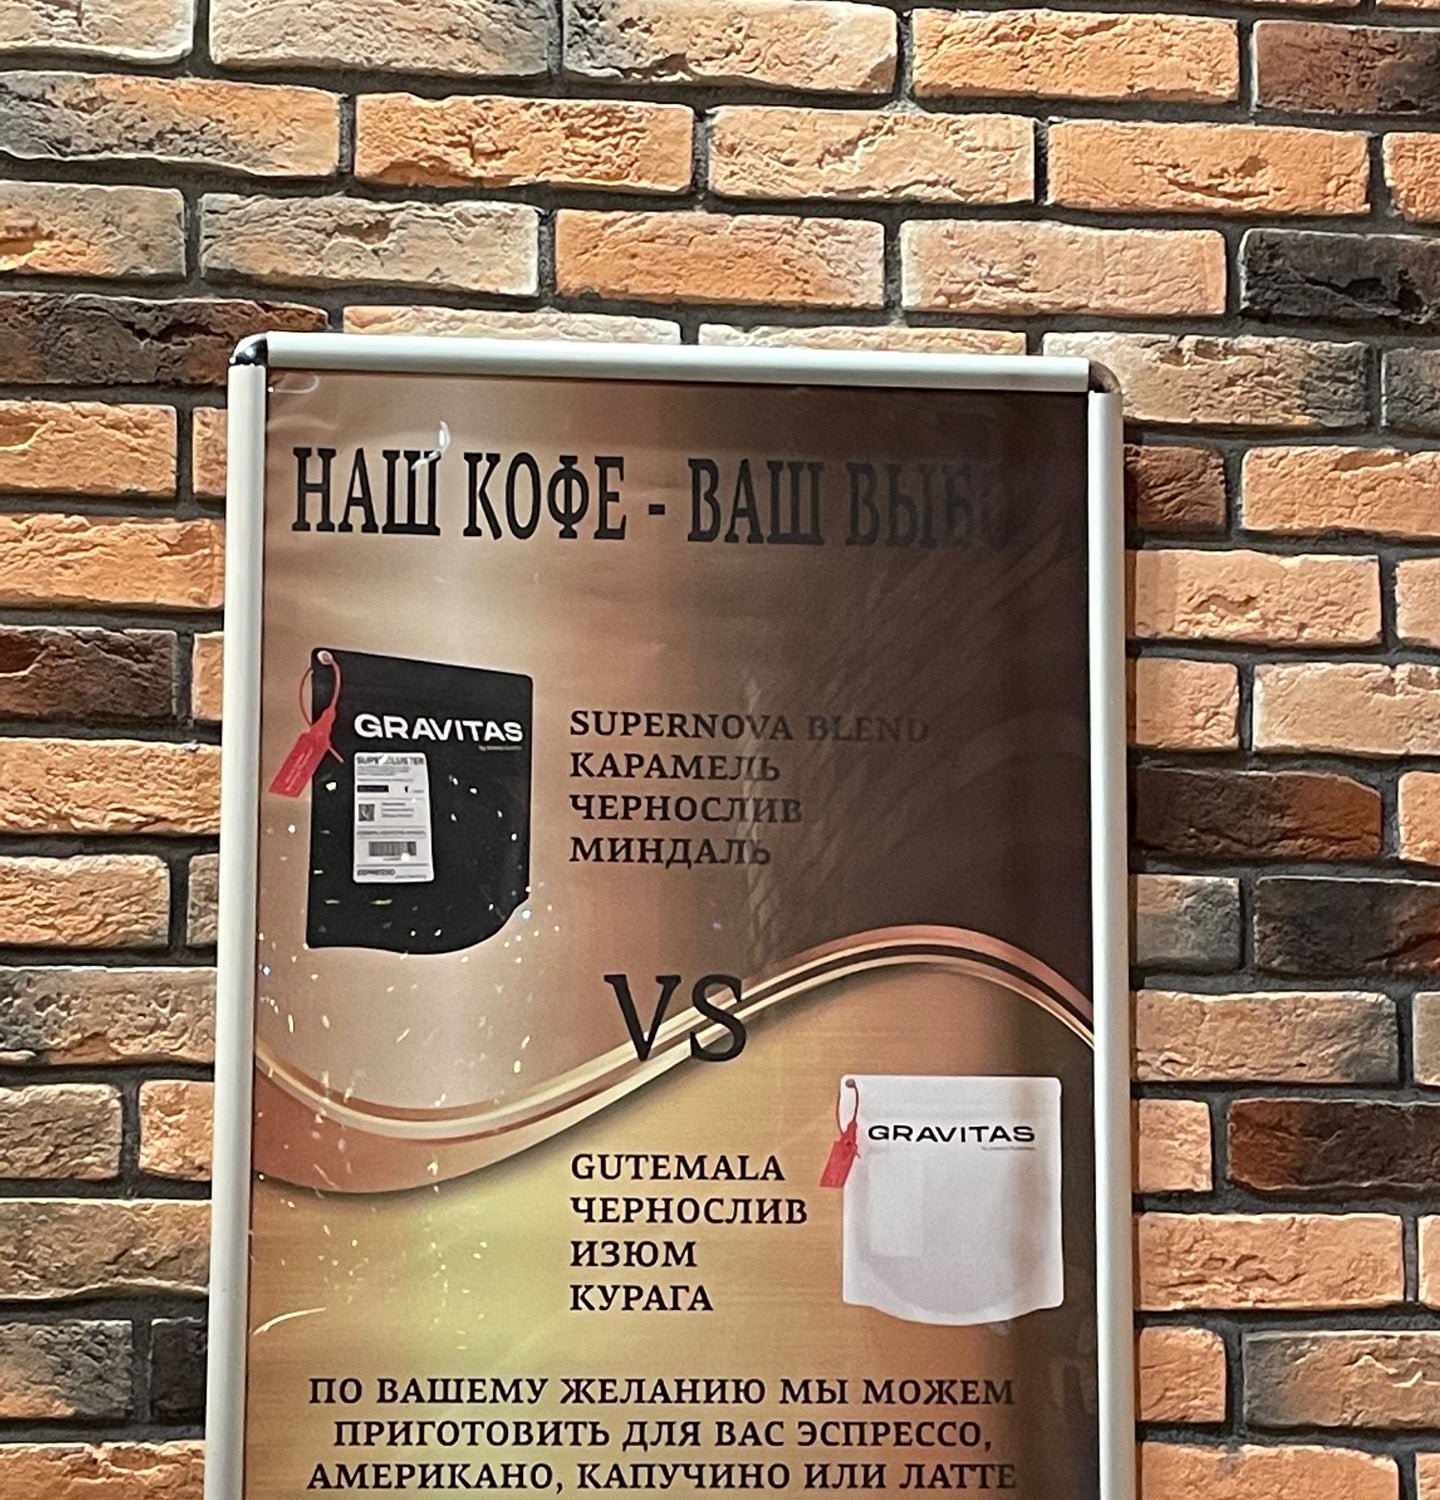 НАШ КОФЕ - ВАШ
GRAVITAS
SUPERNOVA BLEND
КАРАМЕЛЬ
ЧЕРНОСЛИВ
МИНДАЛЬ
ESPRESSO
VS
GRAVITAS
GUTEMALA
ЧЕРНОСЛИВ
ИЗЮМ
КУРАГА
ПО ВАШЕМУ ЖЕЛАНИЮ МЫ МОЖЕМ
ПРИГОТОВИТЬ ДЛЯ ВАС ЭСПРЕССО,
АМЕРИКАНО, КАПУЧИНО ИЛИ ЛАТТЕ